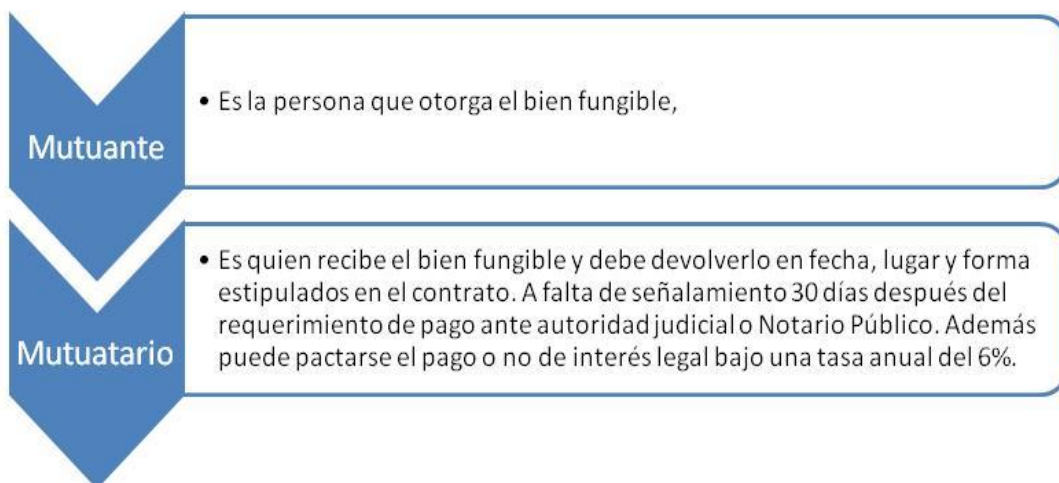 Mutuante
• Es la persona que otorga el bien fungible,
Mutuatario
• Es quien recibe el bien fungible y debe devolverlo en fecha, lugar y forma
estipulados en el contrato. A falta de señalamiento 30 días después del
requerimiento de pago ante autoridad judicial o Notario Público. Además
puede pactarse el pago o no de interés legal bajo una tasa anual del 6%.